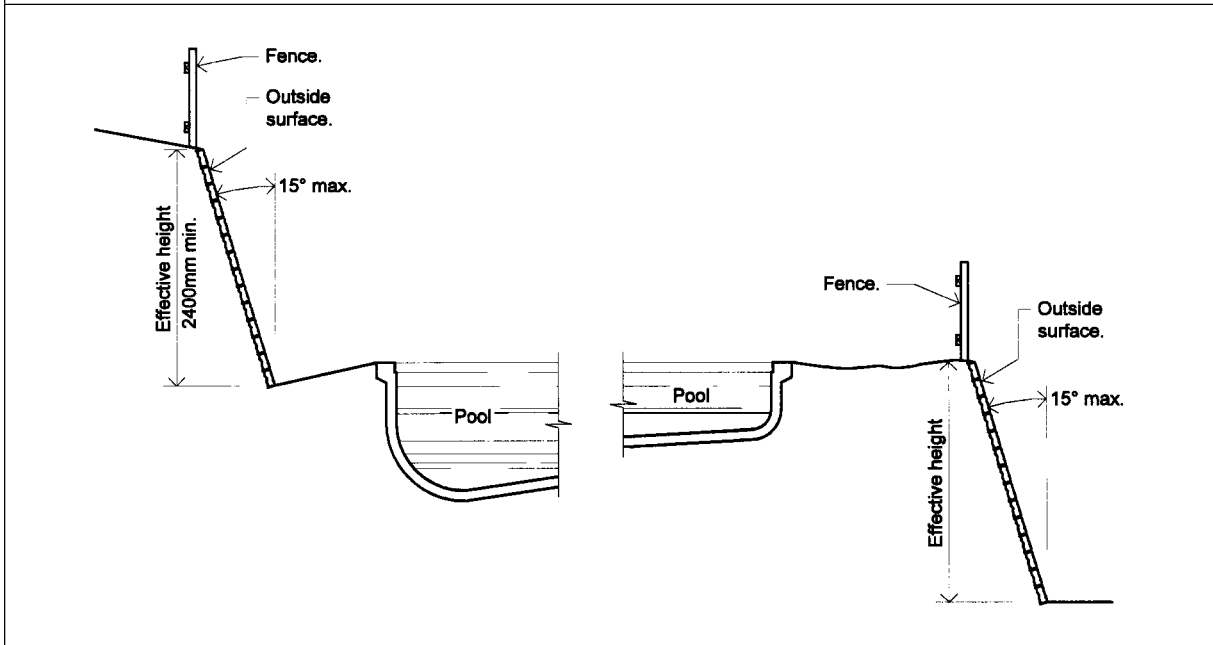 Fence.
Outside
surface.
15° max.
Effective height
2400mm min.
Pool
Pool
Fence.
Outside
surface.
15° max.
Effective height